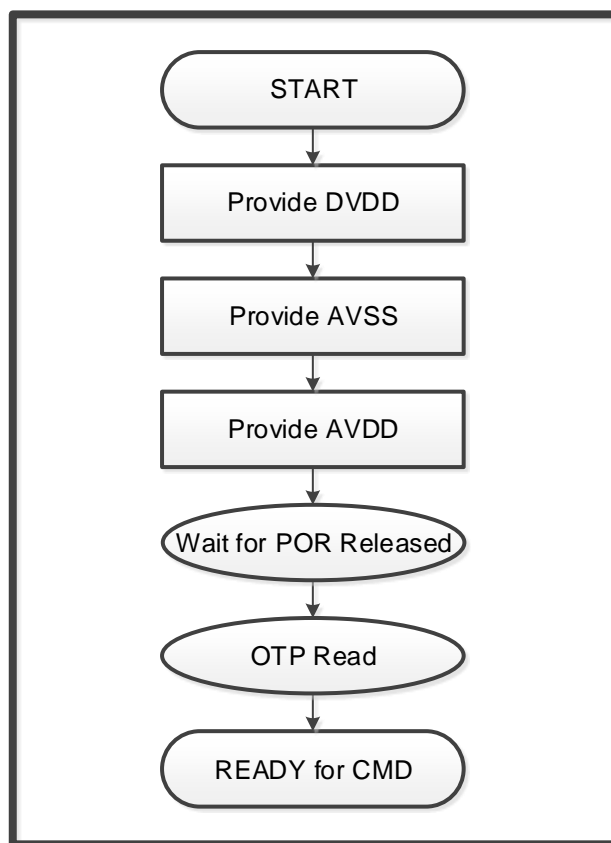 START
Provide DVDD
Provide AVSS
Provide AVDD
Wait for POR Released
OTP Read
READY for CMD